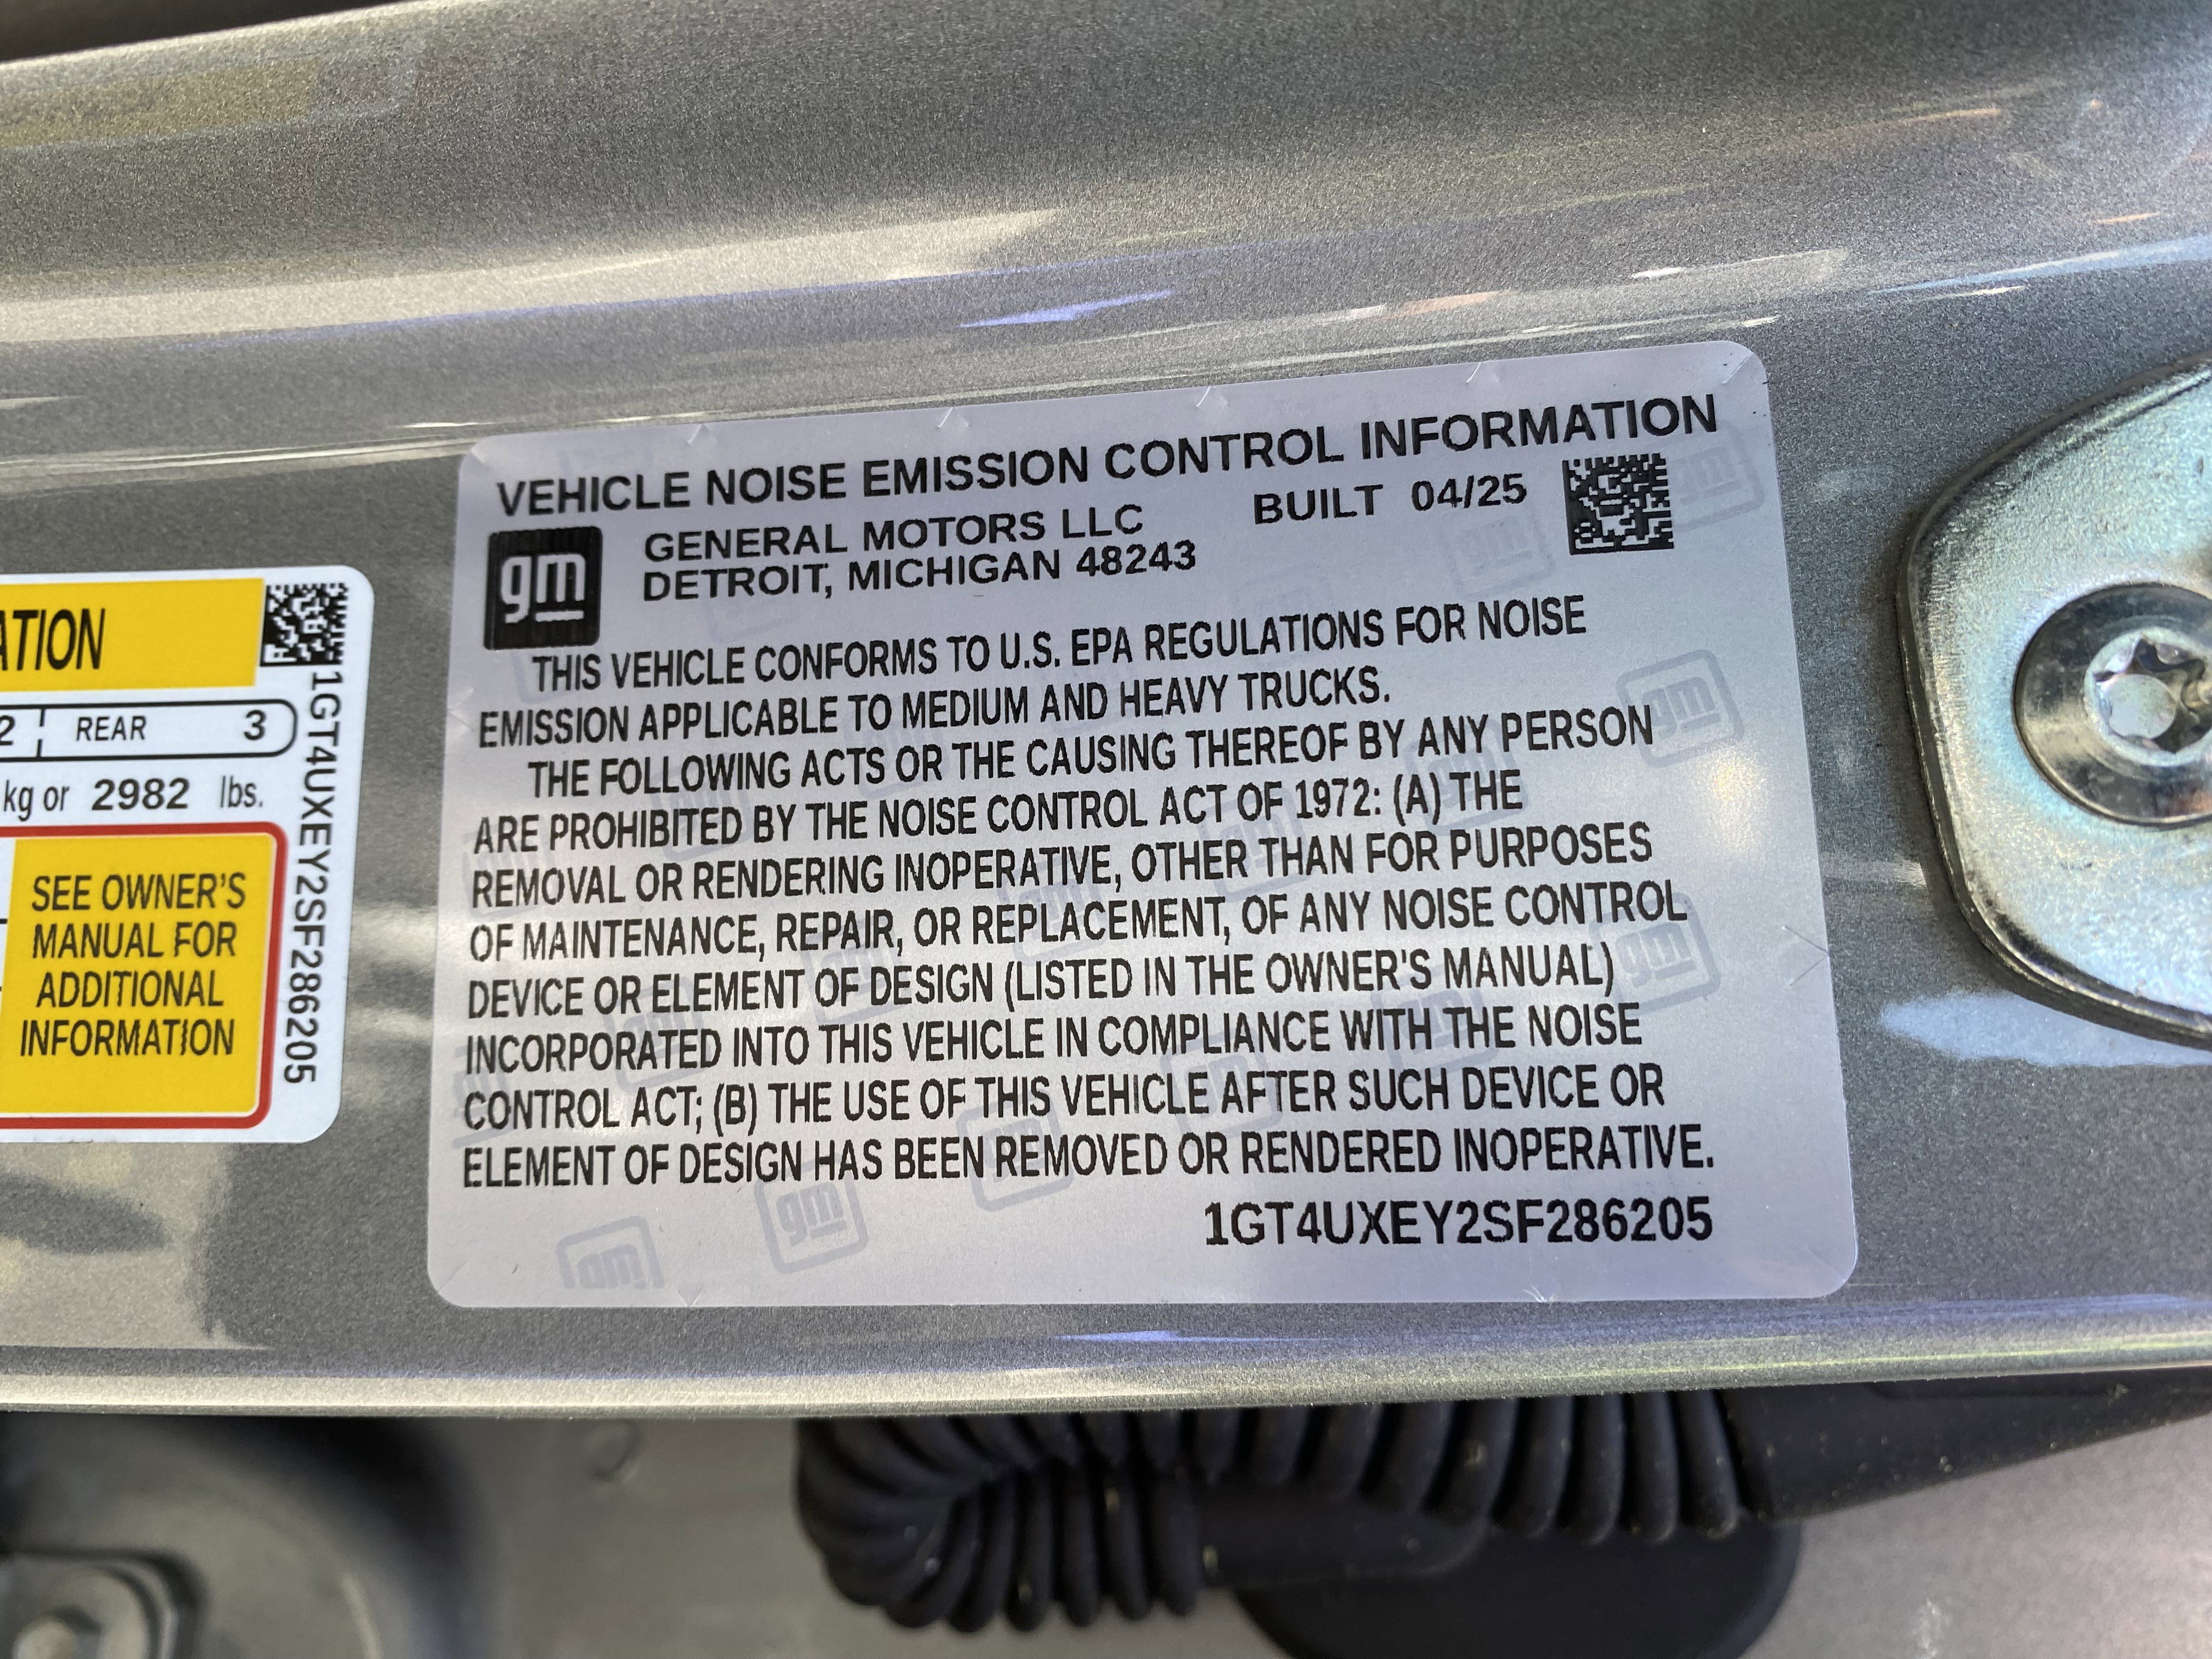 ATION
2 REAR 3
kg or 2982 lbs.
SEE OWNER'S
MANUAL FOR
ADDITIONAL
INFORMATION
1GT4UXEY2SF286205
VEHICLE NOISE EMISSION CONTROL INFORMATION
gm
GENERAL MOTORS LLC BUILT 04/25
DETROIT, MICHIGAN 48243
THIS VEHICLE CONFORMS TO U.S. EPA REGULATIONS FOR NOISE
EMISSION APPLICABLE TO MEDIUM AND HEAVY TRUCKS.
THE FOLLOWING ACTS OR THE CAUSING THEREOF BY ANY PERSON
ARE PROHIBITED BY THE NOISE CONTROL ACT OF 1972: (A) THE
REMOVAL OR RENDERING INOPERATIVE, OTHER THAN FOR PURPOSES
OF MAINTENANCE, REPAIR, OR REPLACEMENT, OF ANY NOISE CONTROL
DEVICE OR ELEMENT OF DESIGN (LISTED IN THE OWNER'S MANUAL)
INCORPORATED INTO THIS VEHICLE IN COMPLIANCE WITH THE NOISE
CONTROL ACT; (B) THE USE OF THIS VEHICLE AFTER SUCH DEVICE OR
ELEMENT OF DESIGN HAS BEEN REMOVED OR RENDERED INOPERATIVE.
1GT4UXEY2SF286205